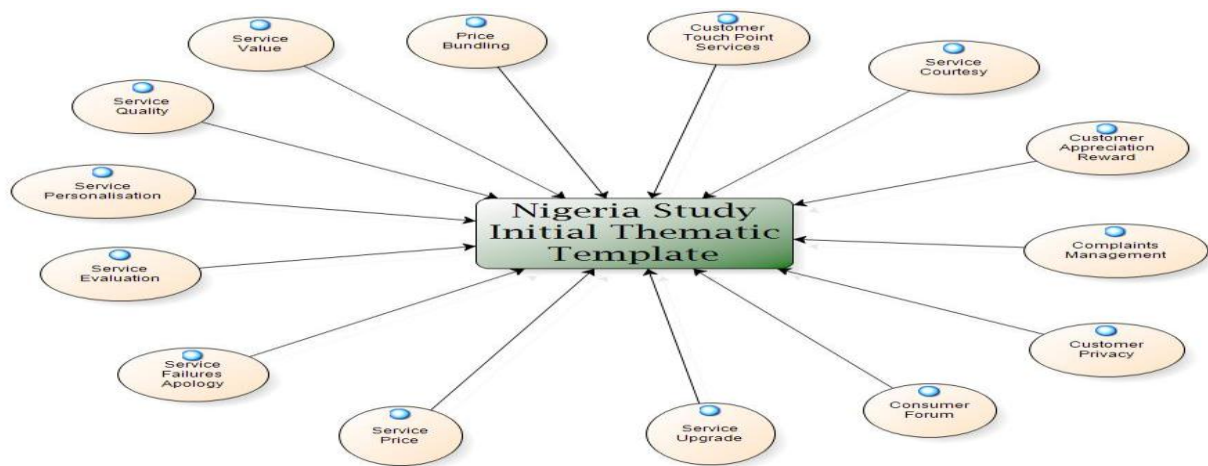 Service
Value
Price
Bundling
Customer
Touch Point
Services
Service
Courtesy
Service
Quality
Customer
Appreciation
Reward
Service
Personalisation
Nigeria Study
Initial Thematic
Template
Complaints
Management
Service
Evaluation
Customer
Privacy
Service
Failures
Apology
Consumer
Forum
Service
Price
Service
Upgrade